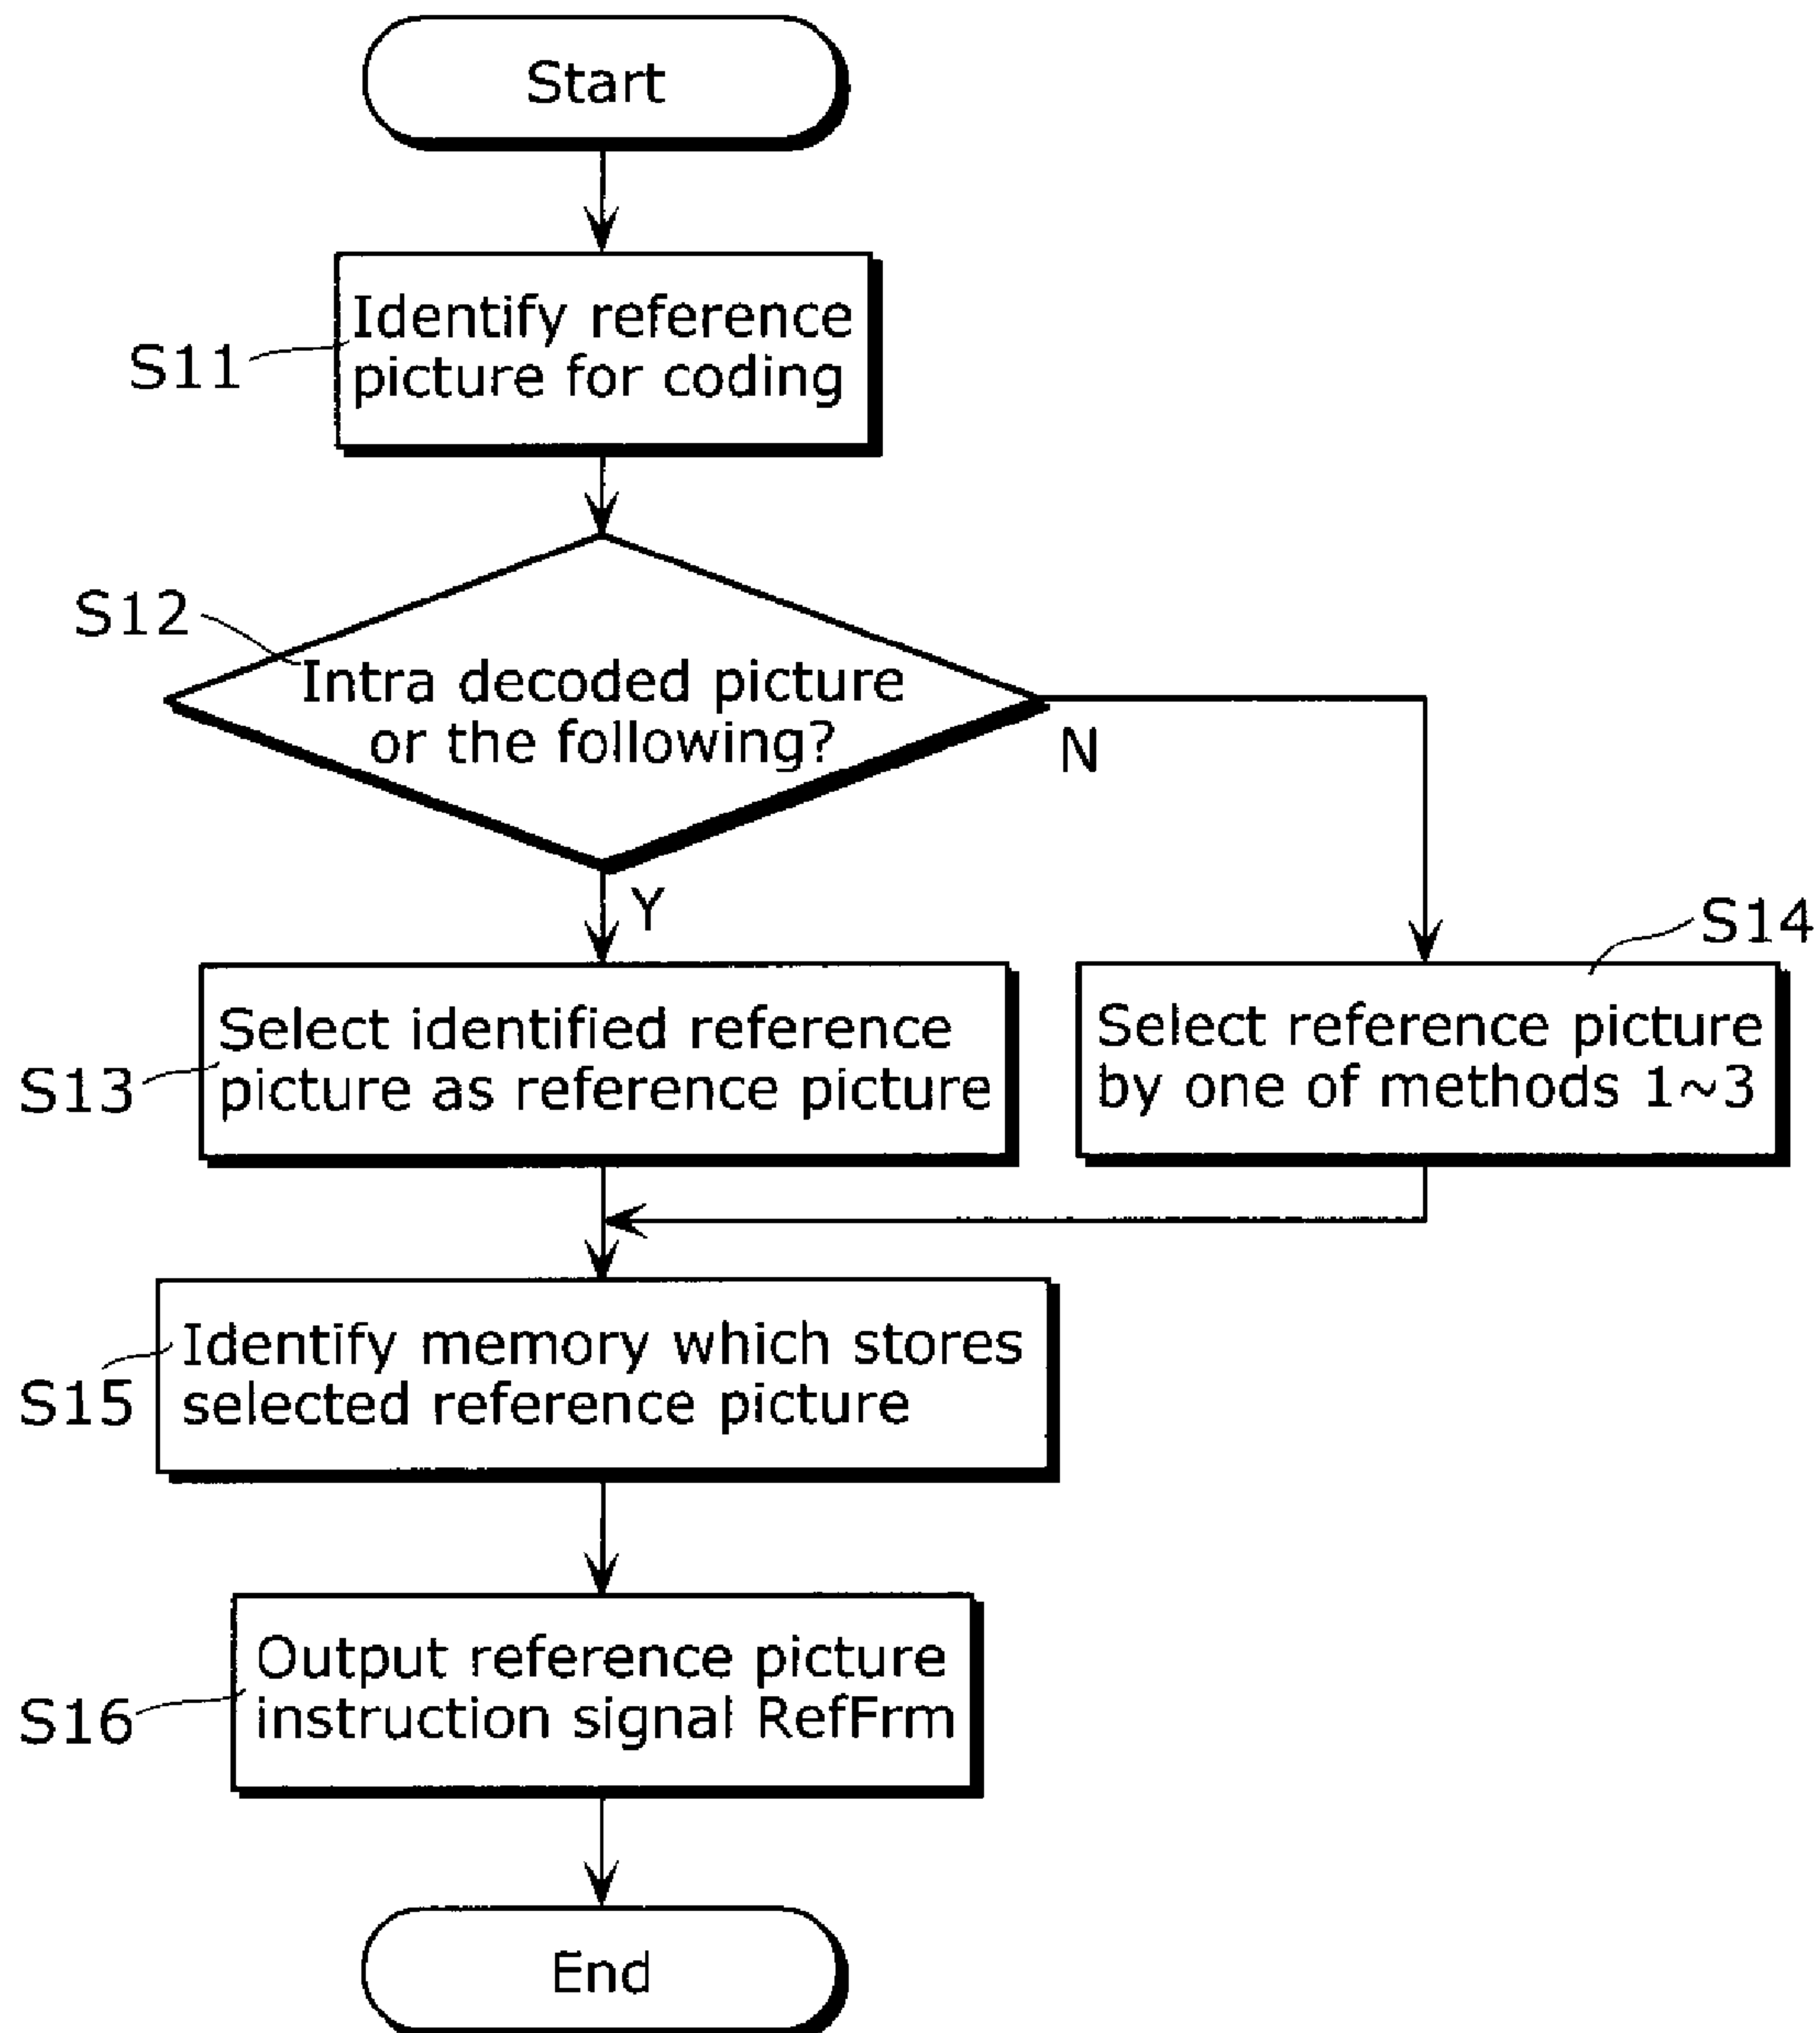 Start
S11
Identify reference
picture for coding
S12
Intra decoded picture
or the following?
N
Y
S13
Select identified reference
picture as reference picture
S14
Select reference picture
by one of methods 1~3
S15
Identify memory which stores
selected reference picture
S16
Output reference picture
instruction signal RefFrm
End